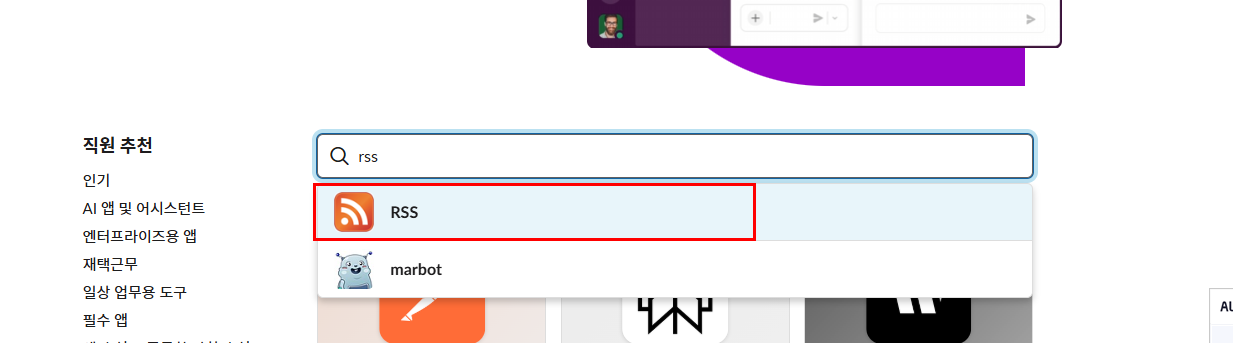 직원 추천
인기
AI 앱 및 어시스턴트
엔터프라이즈용 앱
재택근무
일상 업무용 도구
필수 앱
rss
RSS
marbot